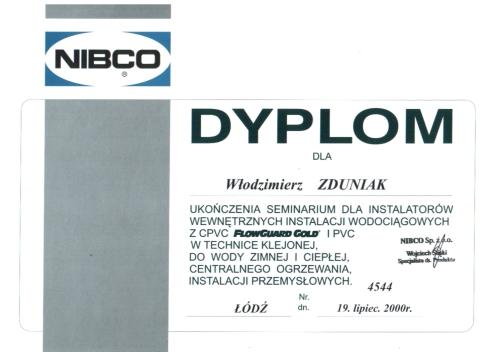 NIBCO
®
DYPLOM
DLA
Włodzimierz ZDUNIAK
UKOŃCZENIA SEMINARIUM DLA INSTALATORÓW
WEWNĘTRZNYCH INSTALACJI WODOCIĄGOWYCH
Z CPVC FLOWGUARD GOLD® I PVC
W TECHNICE KLEJONEJ,
DO WODY ZIMNEJ I CIEPŁEJ,
CENTRALNEGO OGRZEWANIA,
INSTALACJI PRZEMYSŁOWYCH.
NIBCO Sp. z o.o.
Wojciech
Specjalista ds. Produktu
Nr. 4544
ŁÓDŹ dn. 19. lipiec. 2000r.